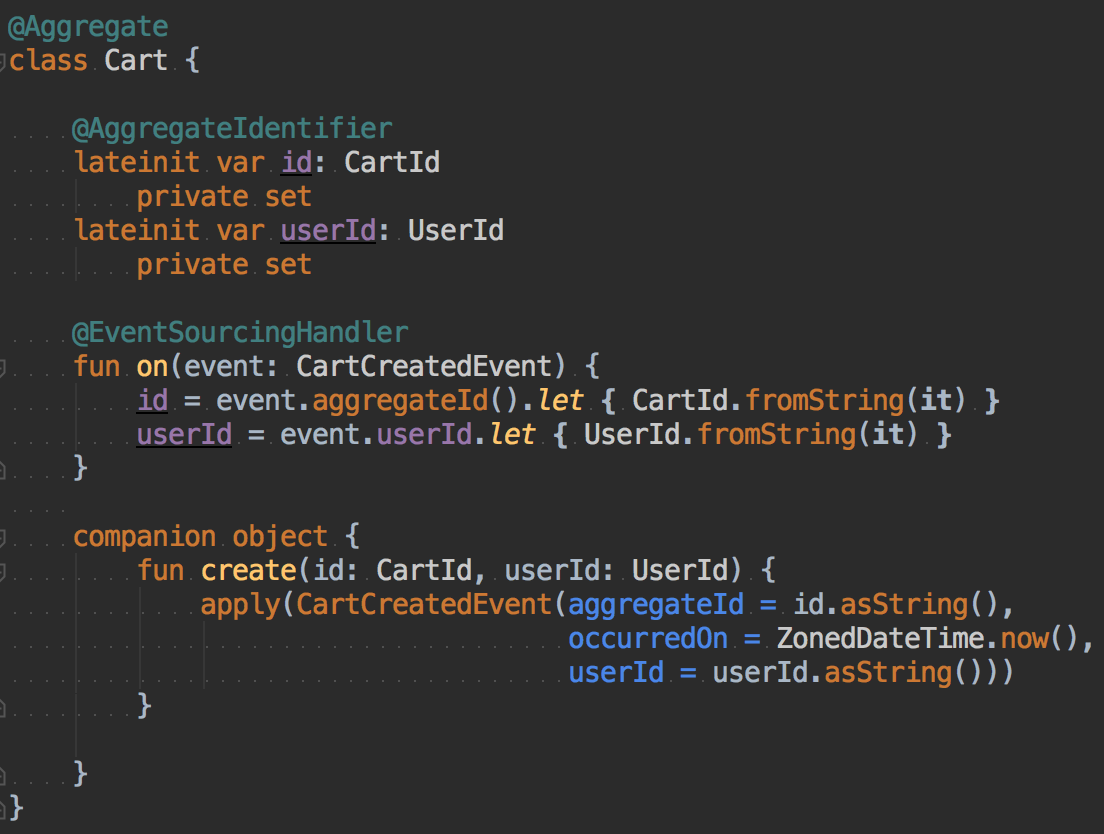 @Aggregate
class Cart {
@AggregateIdentifier
lateinit var id: CartId
private set
lateinit var userId: UserId
private set
@EventSourcingHandler
fun on(event: CartCreatedEvent) {
id = event.aggregateId().let { CartId.fromString(it) }
userId = event.userId.let { UserId.fromString(it) }
}
companion object {
fun create(id: CartId, userId: UserId) {
apply(CartCreatedEvent(aggregateId = id.asString(),
occurredOn = ZonedDateTime.now(),
userId = userId.asString()))
}
}
}